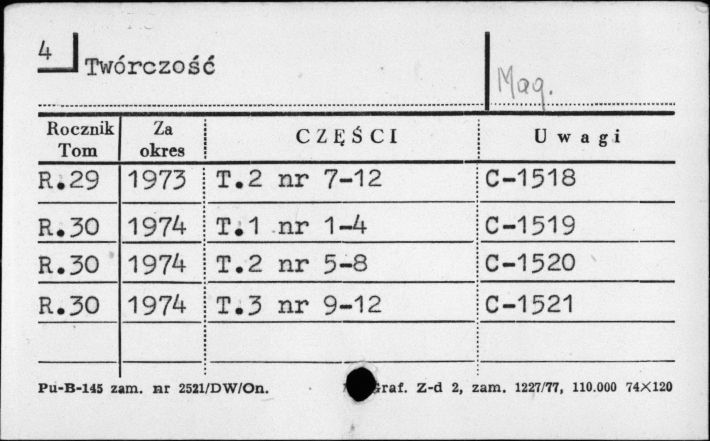 4
Twórczość
Mag.
Rocznik Tom Za okres CZĘŚCI Uwagi
R.29 1973 T.2 nr 7-12 C-1518
R.30 1974 T.1 nr 1-4 C-1519
R.30 1974 T.2 nr 5-8 C-1520
R.30 1974 T.3 nr 9-12 C-1521
Pu-B-145 zam. nr 2521/DW/On. Z-d 2, zam. 1227/77, 110.000 74×120